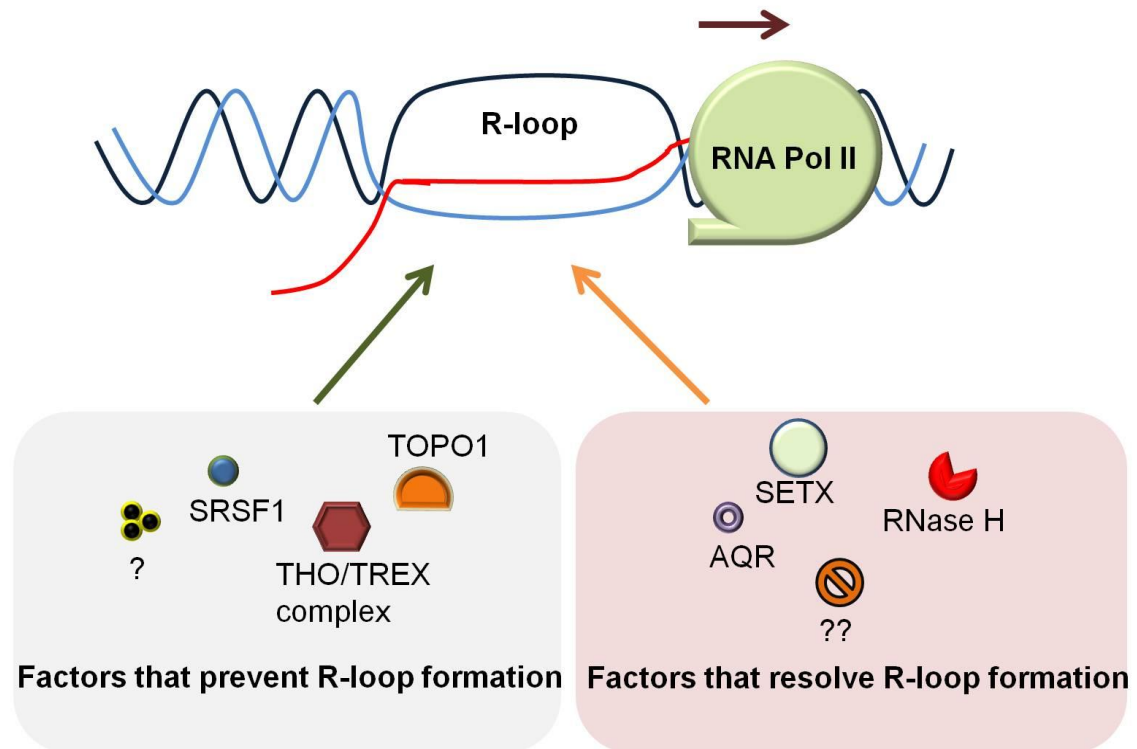 R-loop
RNA Pol II
TOPO1
SRSF1
?
THO/TREX
complex
Factors that prevent R-loop formation
SETX
RNase H
AQR
??
Factors that resolve R-loop formation